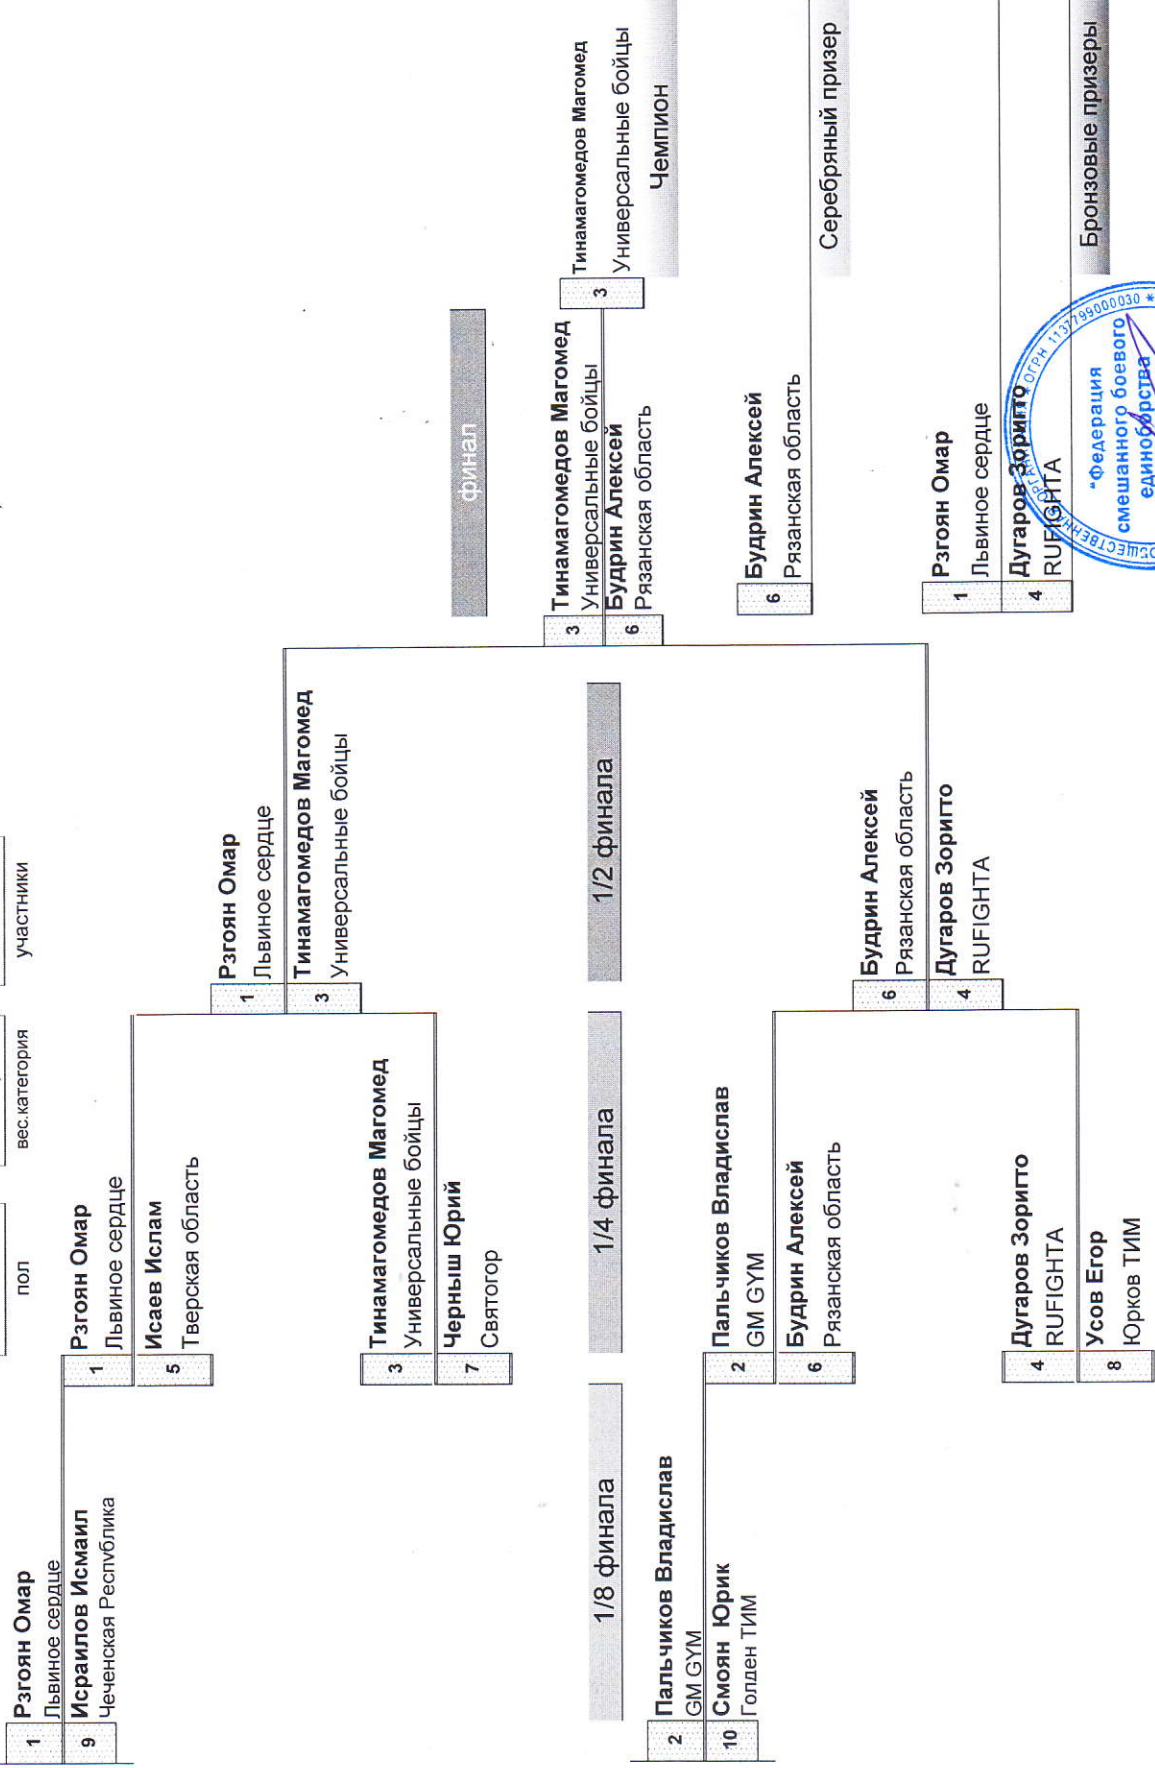 пол
вес.категория
участники
1
Рзгоян Омар
Львиное сердце
9
Исраилов Исмаил
Чеченская Республика
1
Рзгоян Омар
Львиное сердце
5
Исаев Ислам
Тверская область
1
Рзгоян Омар
Львиное сердце
3
Тинамагомедов Магомед
Универсальные бойцы
3
Тинамагомедов Магомед
Универсальные бойцы
7
Черныш Юрий
Святогор
финал
3
Тинамагомедов Магомед
Универсальные бойцы
6
Будрин Алексей
Рязанская область
3
Тинамагомедов Магомед
Универсальные бойцы
Чемпион
1/8 финала
1/4 финала
1/2 финала
2
Пальчиков Владислав
GM GYM
10
Смоян Юрик
Голден ТИМ
2
Пальчиков Владислав
GM GYM
6
Будрин Алексей
Рязанская область
6
Будрин Алексей
Рязанская область
Серебряный призер
6
Будрин Алексей
Рязанская область
4
Дугаров Зоригто
RUFIGHTA
1
Рзгоян Омар
Львиное сердце
4
Дугаров Зоригто
RUFIGHTA
Бронзовые призеры
4
Дугаров Зоригто
RUFIGHTA
8
Усов Егор
Юрков ТИМ
ОГРН 1137799000030 *
"Федерация
смешанного боевого
единоборства